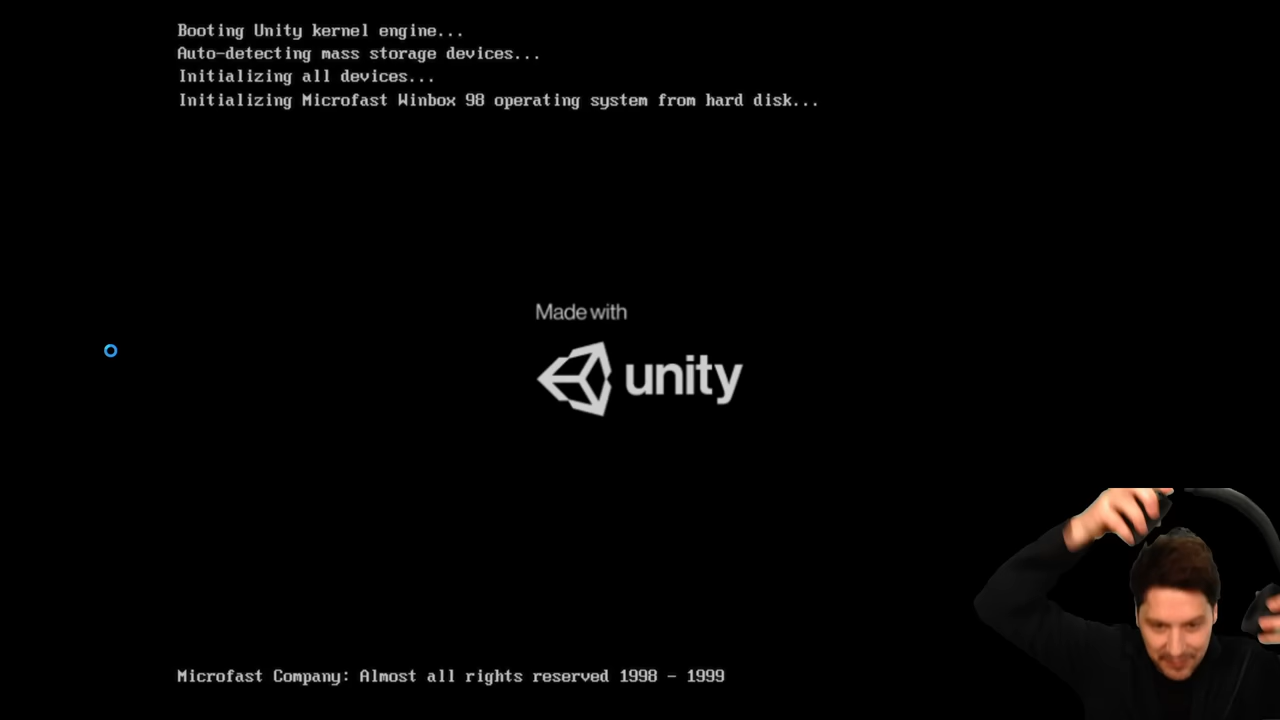 Booting Unity kernel engine...
Auto-detecting mass storage devices...
Initializing all devices...
Initializing Microfast Winbox 98 operating system from hard disk...
Made with
unity
Microfast Company: Almost all rights reserved 1998 - 1999